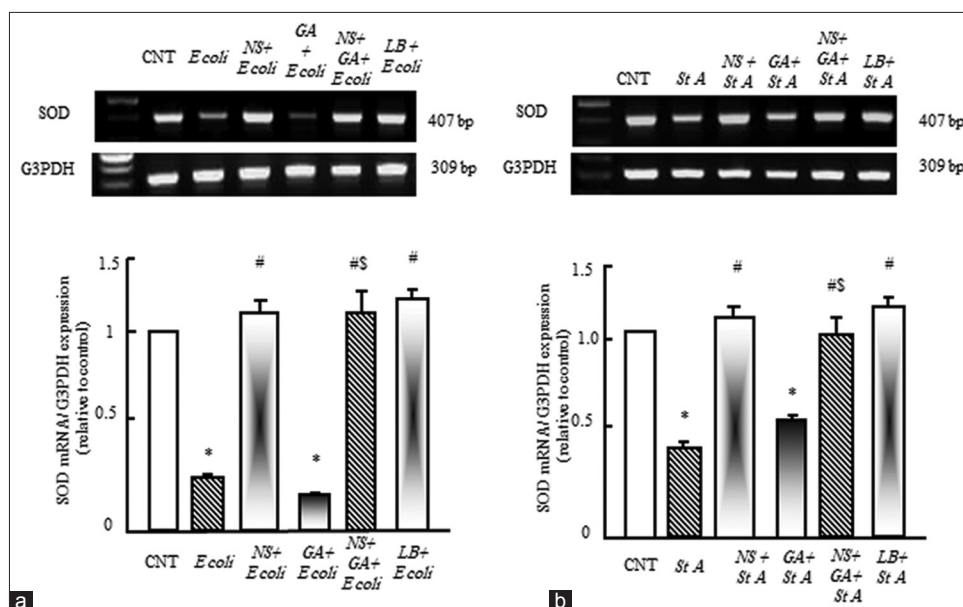 CNT
E coli
NS+
E coli
GA
+
E coli
NS+
GA+
E coli
LB+
E coli
SOD
407 bp
G3PDH
309 bp
SOD mRNA/ G3PDH expression
(relative to control)
1.5
1
0.5
0
*
#
*
#$
#
CNT
E coli
NS+
E coli
GA+
E coli
NS+
GA+
E coli
LB+
E coli
a
CNT
St A
NS+
St A
GA+
St A
NS+
GA+
St A
LB+
St A
SOD
407 bp
G3PDH
309 bp
SOD mRNA/ G3PDH expression
(relative to control)
1.5
1.0
0.5
0
*
#
*
#$
#
CNT
St A
NS+
St A
GA+
St A
NS+
GA+
St A
LB+
St A
b